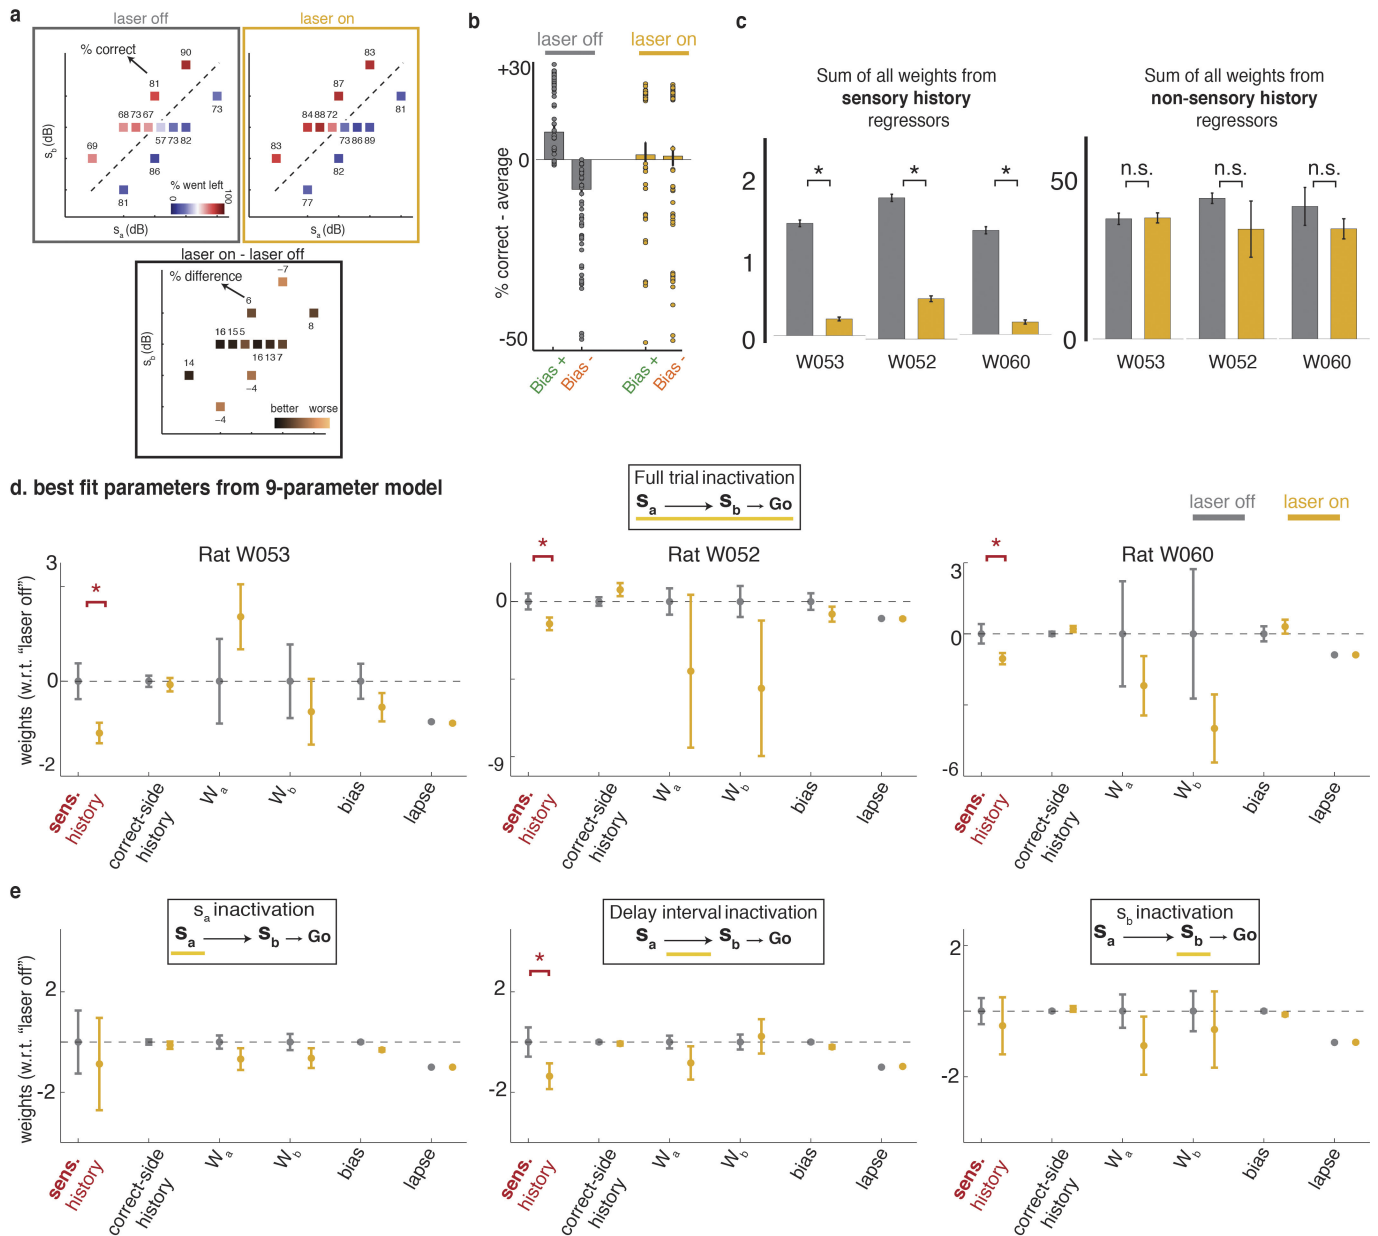 a
laser off
laser on
% correct
90
81
68 73 67
57 73 82
73
69
86
81
% went left
0
100
s_b (dB)
s_a (dB)
83
87
84 88 72
73 86 89
81
83
82
77
s_a (dB)
laser on - laser off
% difference
-7
6
8
16 15 5
16 13 7
14
-4
-4
better worse
s_b (dB)
b
laser off
laser on
+30
0
-50
% correct - average
Bias +
Bias -
Bias +
Bias -
c
Sum of all weights from
sensory history
regressors
2
1
0
*
*
*
W053
W052
W060
Sum of all weights from
non-sensory history
regressors
50
0
n.s.
n.s.
n.s.
W053
W052
W060
d. best fit parameters from 9-parameter model
Full trial inactivation
S_a → S_b → Go
laser off
laser on
Rat W053
weights (w.r.t. “laser off”)
3
0
-2
*
sens.
history
correct-side
history
W_a
W_b
bias
lapse
Rat W052
0
-9
*
sens.
history
correct-side
history
W_a
W_b
bias
lapse
Rat W060
3
0
-6
*
sens.
history
correct-side
history
W_a
W_b
bias
lapse
e
s_a inactivation
S_a → S_b → Go
weights (w.r.t. “laser off”)
2
-2
sens.
history
correct-side
history
W_a
W_b
bias
lapse
Delay interval inactivation
S_a → S_b → Go
2
-2
*
sens.
history
correct-side
history
W_a
W_b
bias
lapse
s_b inactivation
S_a → S_b → Go
2
-2
sens.
history
correct-side
history
W_a
W_b
bias
lapse